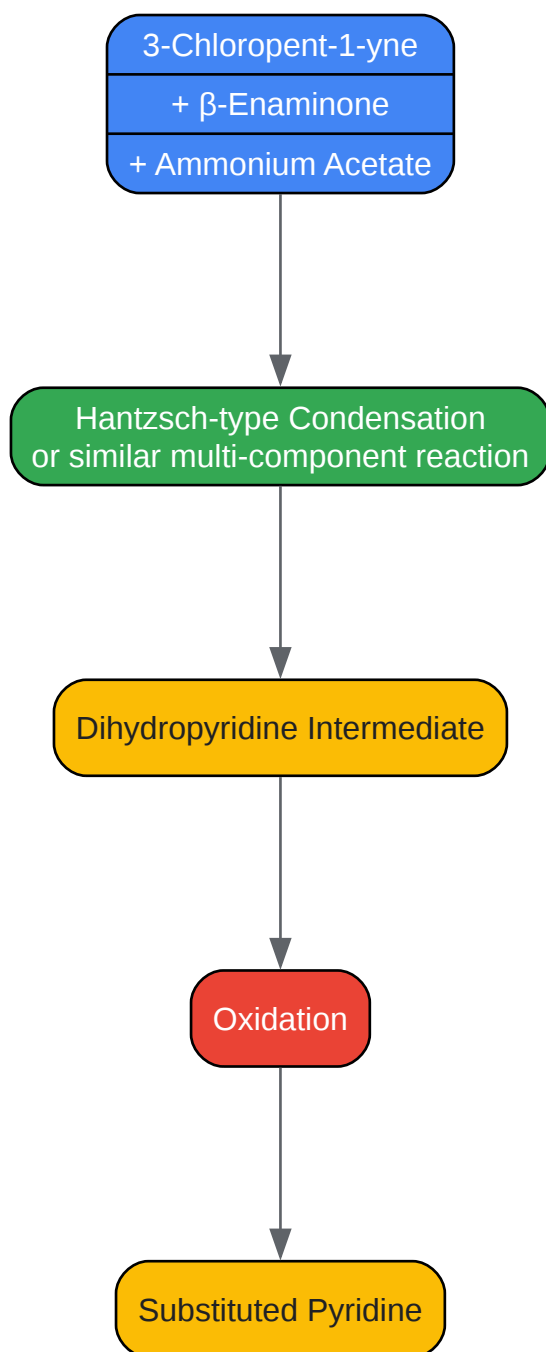 3-Chloropent-1-yne
+ β-Enaminone
+ Ammonium Acetate
Hantzsch-type Condensation
or similar multi-component reaction
Dihydropyridine Intermediate
Oxidation
Substituted Pyridine